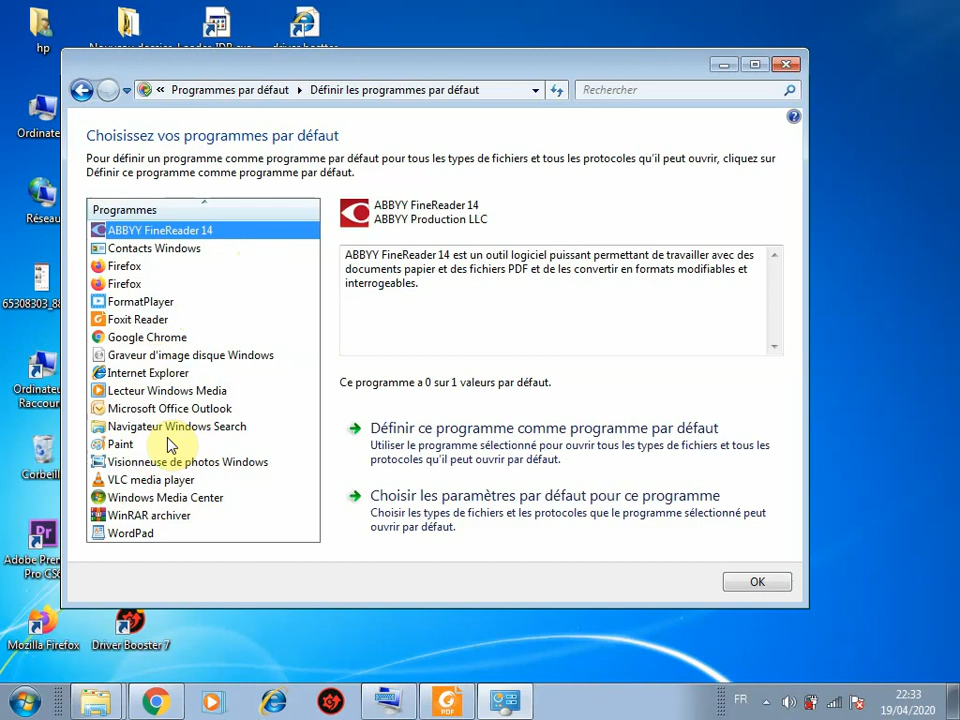 hp
Nouveau dossier
Loader JDB.exe
driver booster
Programmes par défaut
Définir les programmes par défaut
Rechercher
Choisissez vos programmes par défaut
Pour définir un programme comme programme par défaut pour tous les types de fichiers et tous les protocoles qu'il peut ouvrir, cliquez sur
Définir ce programme comme programme par défaut.
Programmes
ABBYY FineReader 14
Contacts Windows
Firefox
Firefox
FormatPlayer
Foxit Reader
Google Chrome
Graveur d'image disque Windows
Internet Explorer
Lecteur Windows Media
Microsoft Office Outlook
Navigateur Windows Search
Paint
Visionneuse de photos Windows
VLC media player
Windows Media Center
WinRAR archiver
WordPad
ABBYY FineReader 14
ABBYY Production LLC
ABBYY FineReader 14 est un outil logiciel puissant permettant de travailler avec des
documents papier et des fichiers PDF et de les convertir en formats modifiables et
interrogeables.
Ce programme a 0 sur 1 valeurs par défaut.
Définir ce programme comme programme par défaut
Utiliser le programme sélectionné pour ouvrir tous les types de fichiers et tous les
protocoles qu'il peut ouvrir par défaut.
Choisir les paramètres par défaut pour ce programme
Choisir les types de fichiers et les protocoles que le programme sélectionné peut
ouvrir par défaut.
OK
Ordinate
Réseau
Ordinate
Raccour
Corbeill
Adobe Pre
Pro CS6
Mozilla Firefox
Driver Booster 7
PDF
FR
22:33
19/04/2020